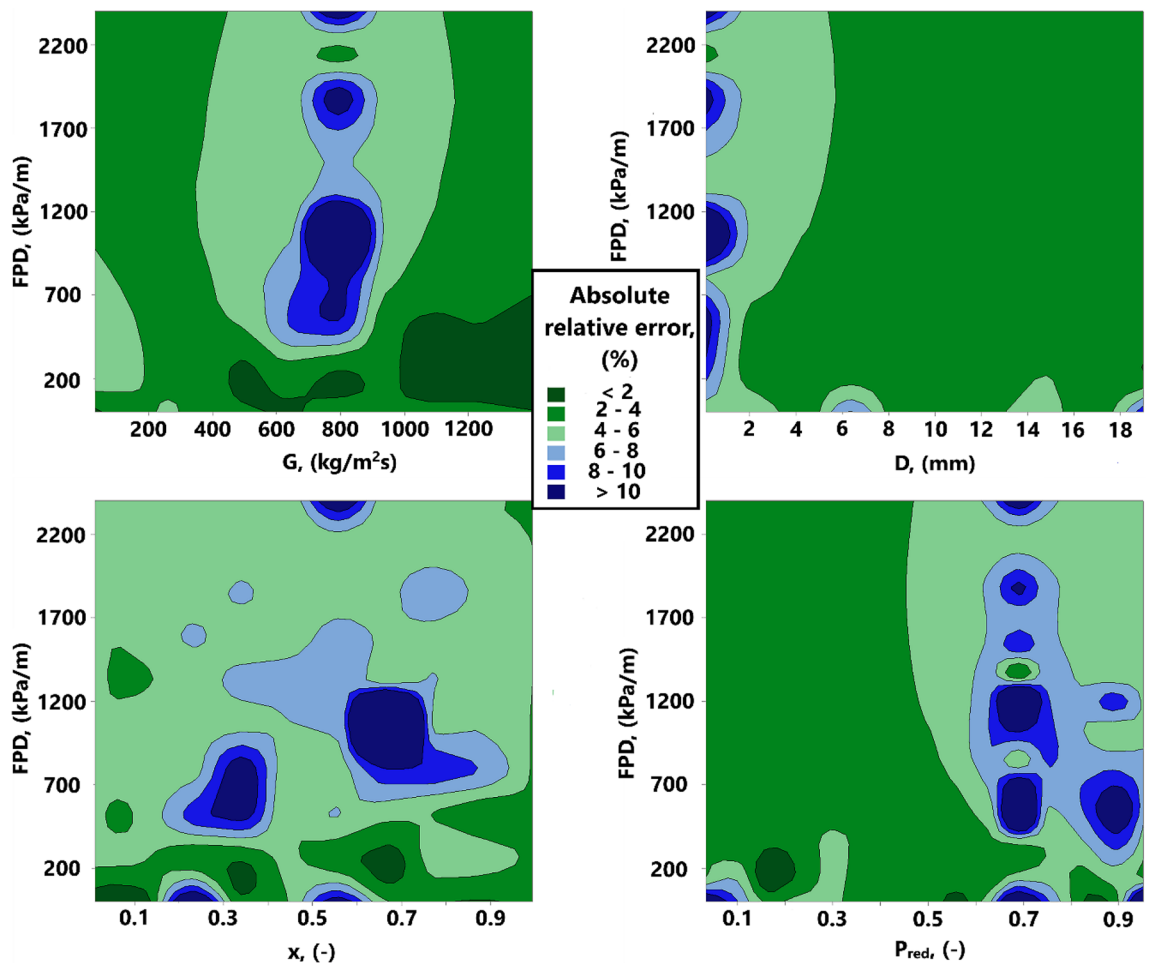 2200
1700
1200
700
200
FPD, (kPa/m)
200 400 600 800 1000 1200
G, (kg/m²s)
2200
1700
1200
700
200
FPD, (kPa/m)
2 4 6 8 10 12 14 16 18
D, (mm)
Absolute
relative error,
(%)
< 2
2 - 4
4 - 6
6 - 8
8 - 10
> 10
2200
1700
1200
700
200
FPD, (kPa/m)
0.1 0.3 0.5 0.7 0.9
x, (-)
2200
1700
1200
700
200
FPD, (kPa/m)
0.1 0.3 0.5 0.7 0.9
Pred, (-)